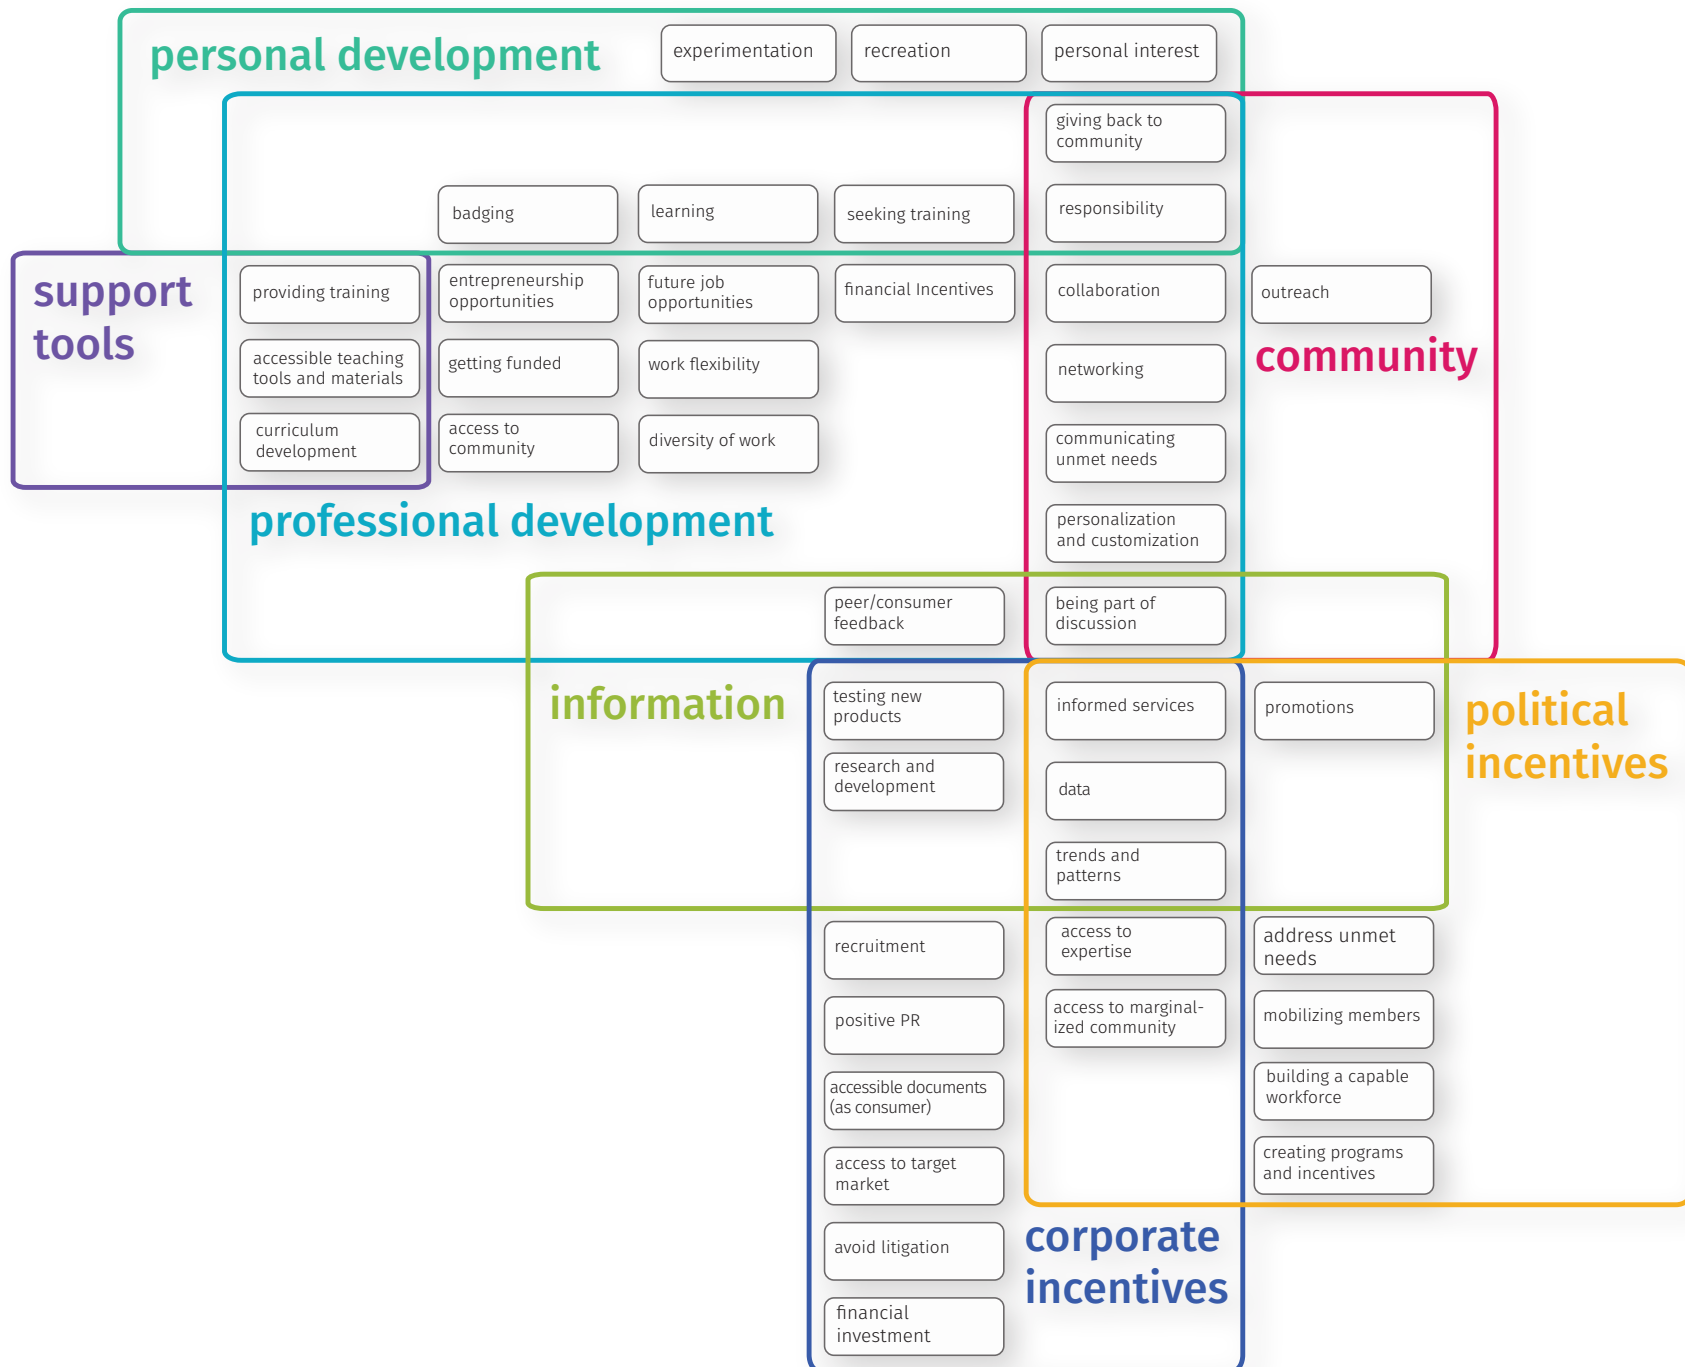 personal development
experimentation
recreation
personal interest
giving back to
community
badging
learning
seeking training
responsibility
support
tools
providing training
entrepreneurship
opportunities
future job
opportunities
financial Incentives
collaboration
outreach
community
accessible teaching
tools and materials
getting funded
work flexibility
networking
curriculum
development
access to
community
diversity of work
communicating
unmet needs
professional development
personalization
and customization
peer/consumer
feedback
being part of
discussion
information
testing new
products
informed services
promotions
political
incentives
research and
development
data
trends and
patterns
recruitment
access to
expertise
address unmet
needs
positive PR
access to marginal-
ized community
mobilizing members
accessible documents
(as consumer)
building a capable
workforce
access to target
market
creating programs
and incentives
avoid litigation
corporate
incentives
financial
investment